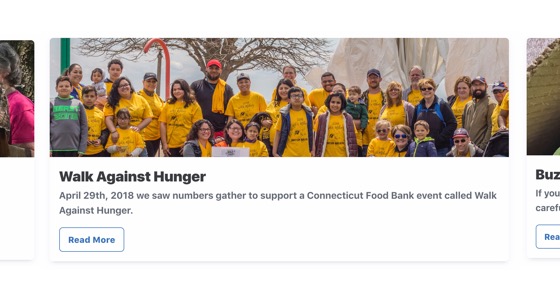 Walk Against Hunger
April 29th, 2018 we saw numbers gather to support a Connecticut Food Bank event called Walk
Against Hunger.
Read More
Buz
If you
caref
Rea